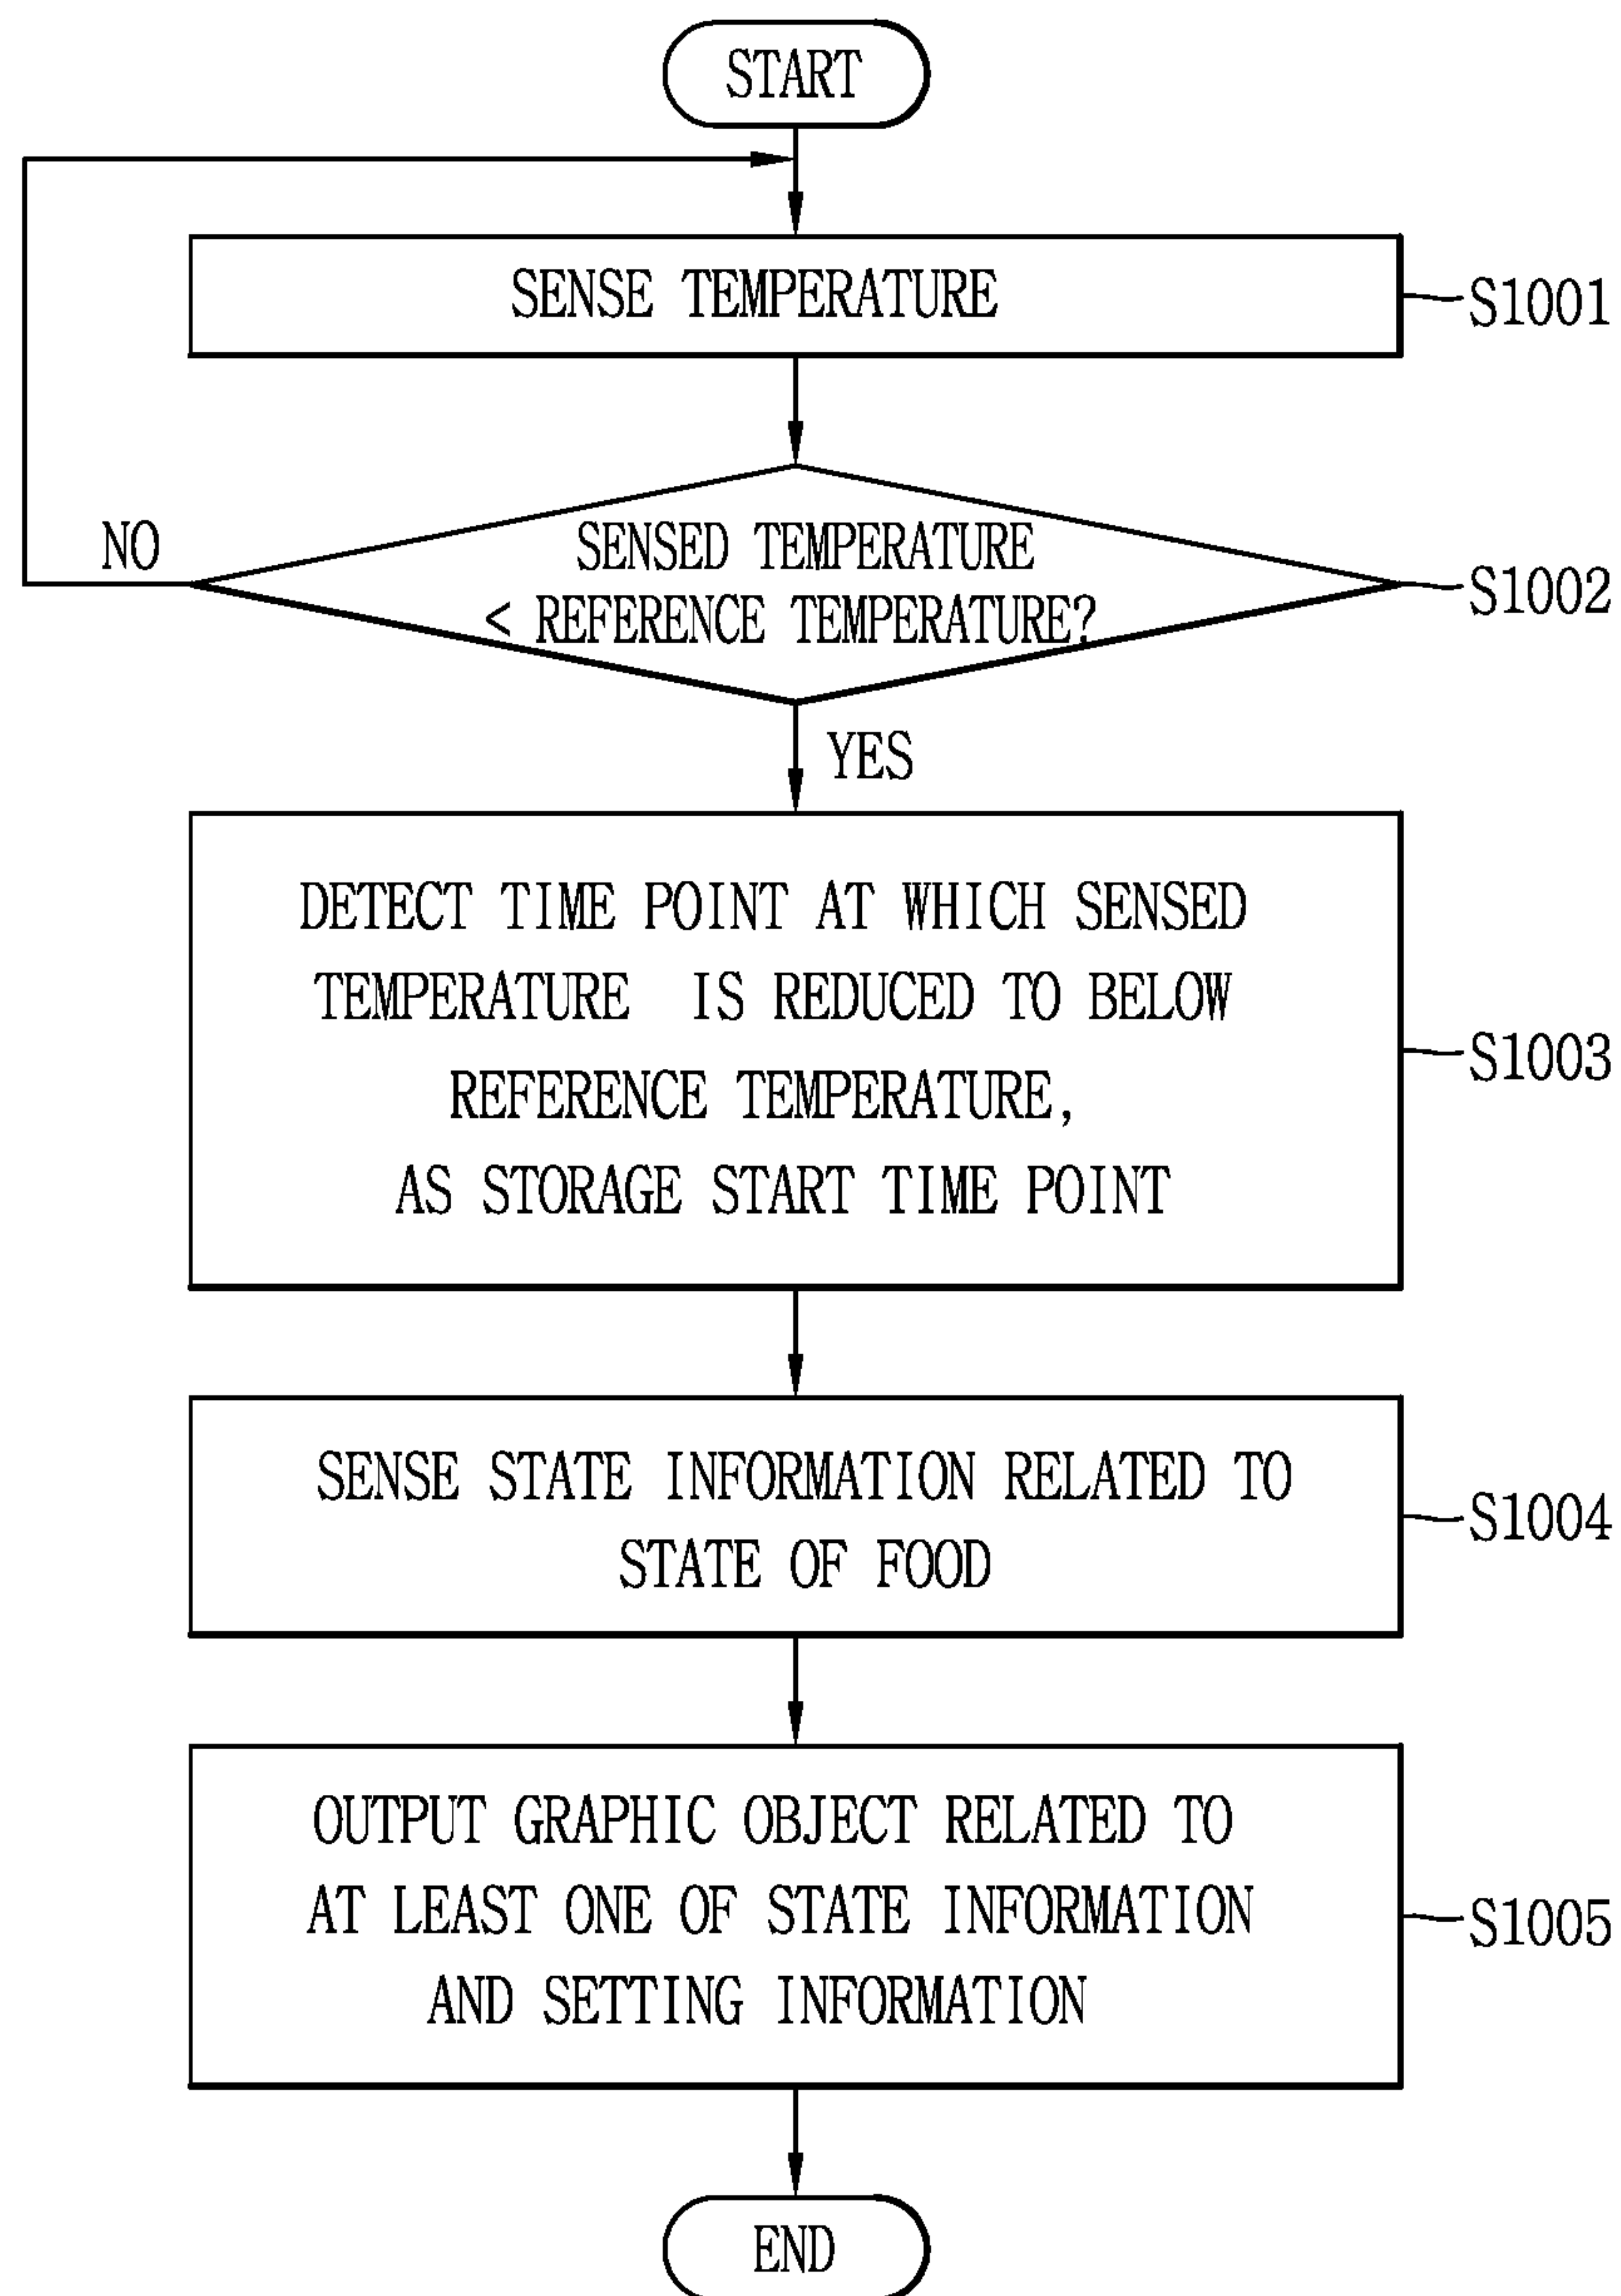 START
SENSE TEMPERATURE
S1001
NO
SENSED TEMPERATURE
< REFERENCE TEMPERATURE?
S1002
YES
DETECT TIME POINT AT WHICH SENSED
TEMPERATURE IS REDUCED TO BELOW
REFERENCE TEMPERATURE,
AS STORAGE START TIME POINT
S1003
SENSE STATE INFORMATION RELATED TO
STATE OF FOOD
S1004
OUTPUT GRAPHIC OBJECT RELATED TO
AT LEAST ONE OF STATE INFORMATION
AND SETTING INFORMATION
S1005
END